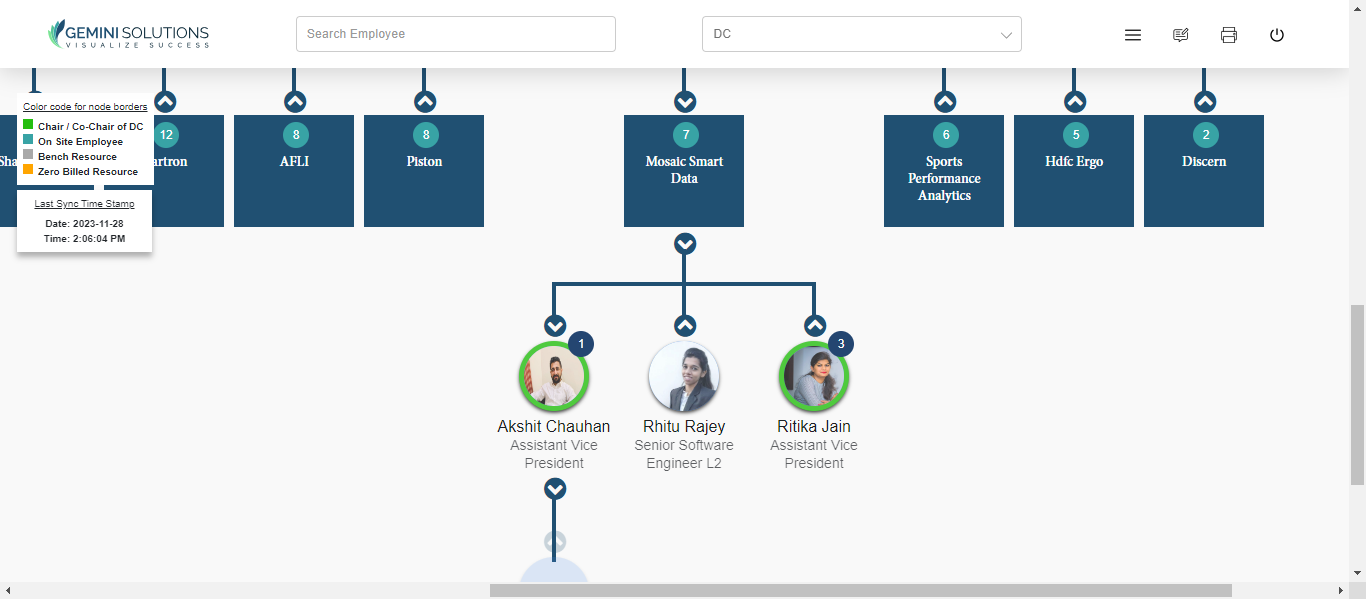 GEMINI SOLUTIONS
VISUALIZE SUCCESS
Search Employee
DC
Color code for node borders
Chair / Co-Chair of DC
On Site Employee
Bench Resource
Zero Billed Resource
Last Sync Time Stamp
Date: 2023-11-28
Time: 2:06:04 PM
Sha
12
artron
8
AFLI
8
Piston
7
Mosaic Smart
Data
6
Sports
Performance
Analytics
5
Hdfc Ergo
2
Discern
1
Akshit Chauhan
Assistant Vice
President
Rhitu Rajey
Senior Software
Engineer L2
3
Ritika Jain
Assistant Vice
President